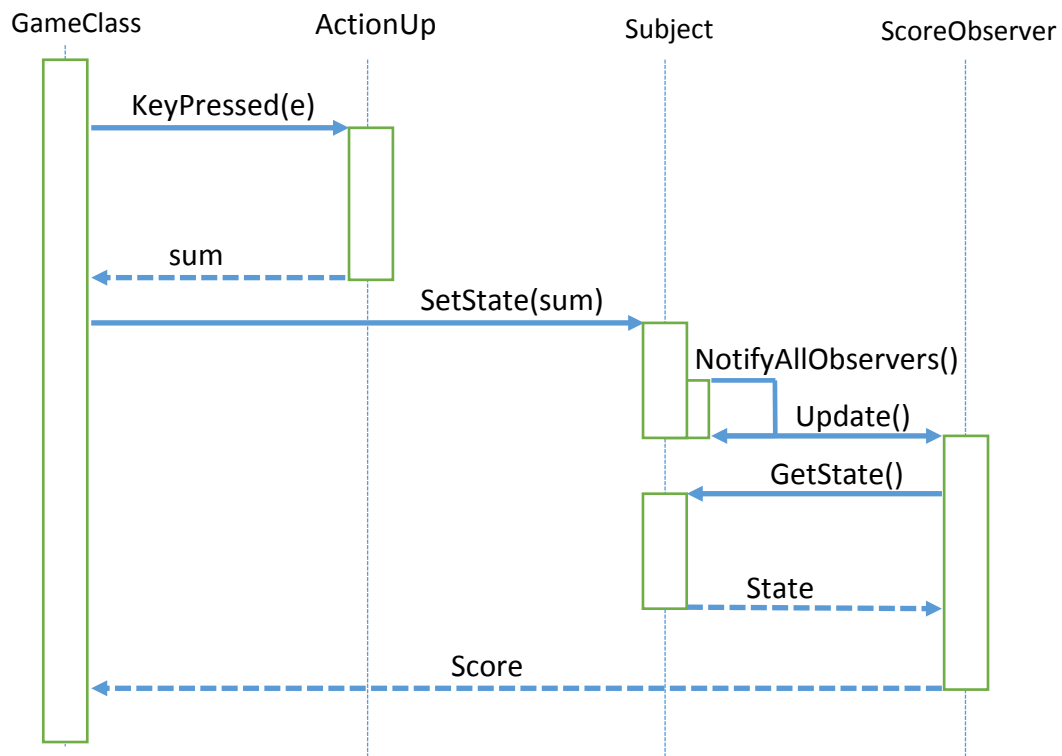 GameClass
ActionUp
Subject
ScoreObserver
KeyPressed(e)
sum
SetState(sum)
NotifyAllObservers()
Update()
GetState()
State
Score